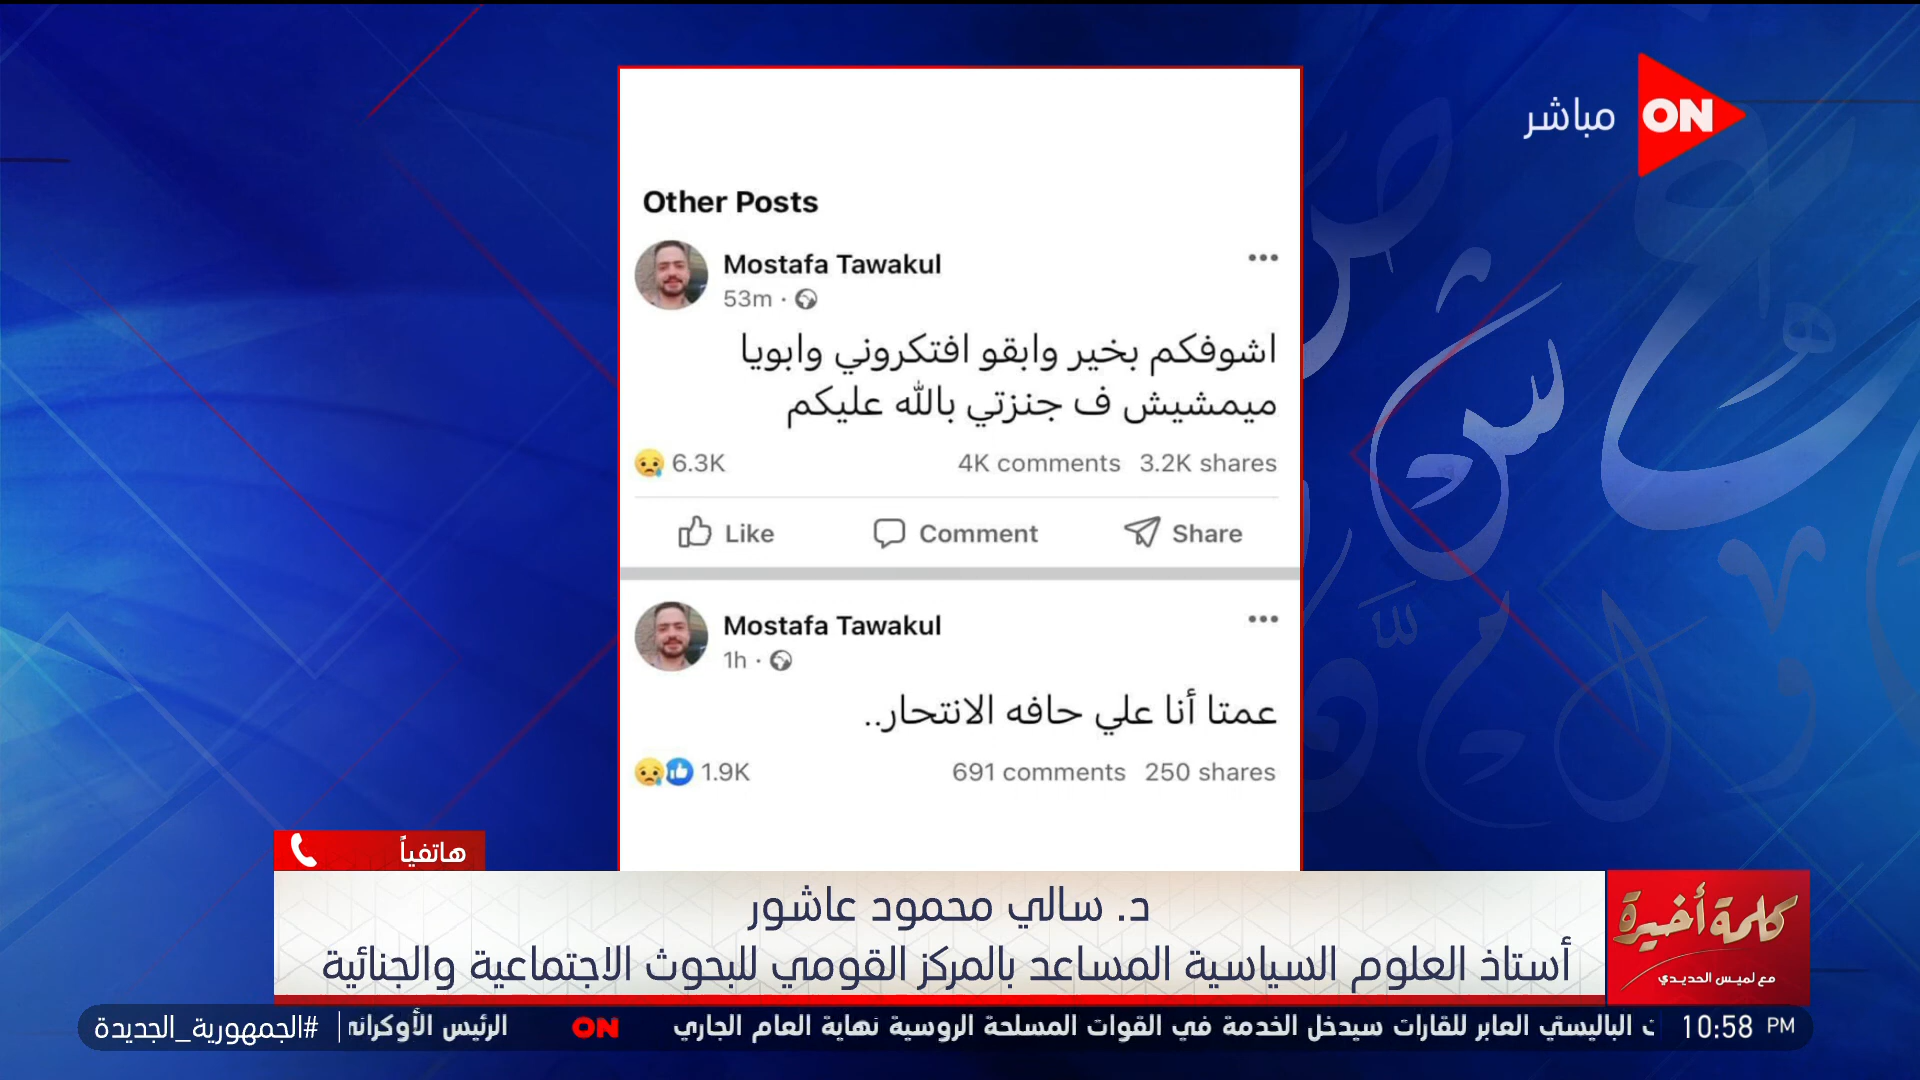 مباشر ON
Other Posts
Mostafa Tawakul
53m ·
اشوفكم بخير وابقو افتكروني وابويا
ميمشيش ف جنزتي بالله عليكم
6.3K 4K comments 3.2K shares
Like Comment Share
Mostafa Tawakul
1h ·
عمتا أنا علي حافه الانتحار..
1.9K 691 comments 250 shares
هاتفياً
د. سالي محمود عاشور
أستاذ العلوم السياسية المساعد بالمركز القومي للبحوث الاجتماعية والجنائية
كلمة أخيرة
مع لميس الحديدي
10:58 PM
الباليستي العابر للقارات سيدخل الخدمة في القوات المسلحة الروسية نهاية العام الجاري ON الرئيس
#الجمهورية_الجديدة